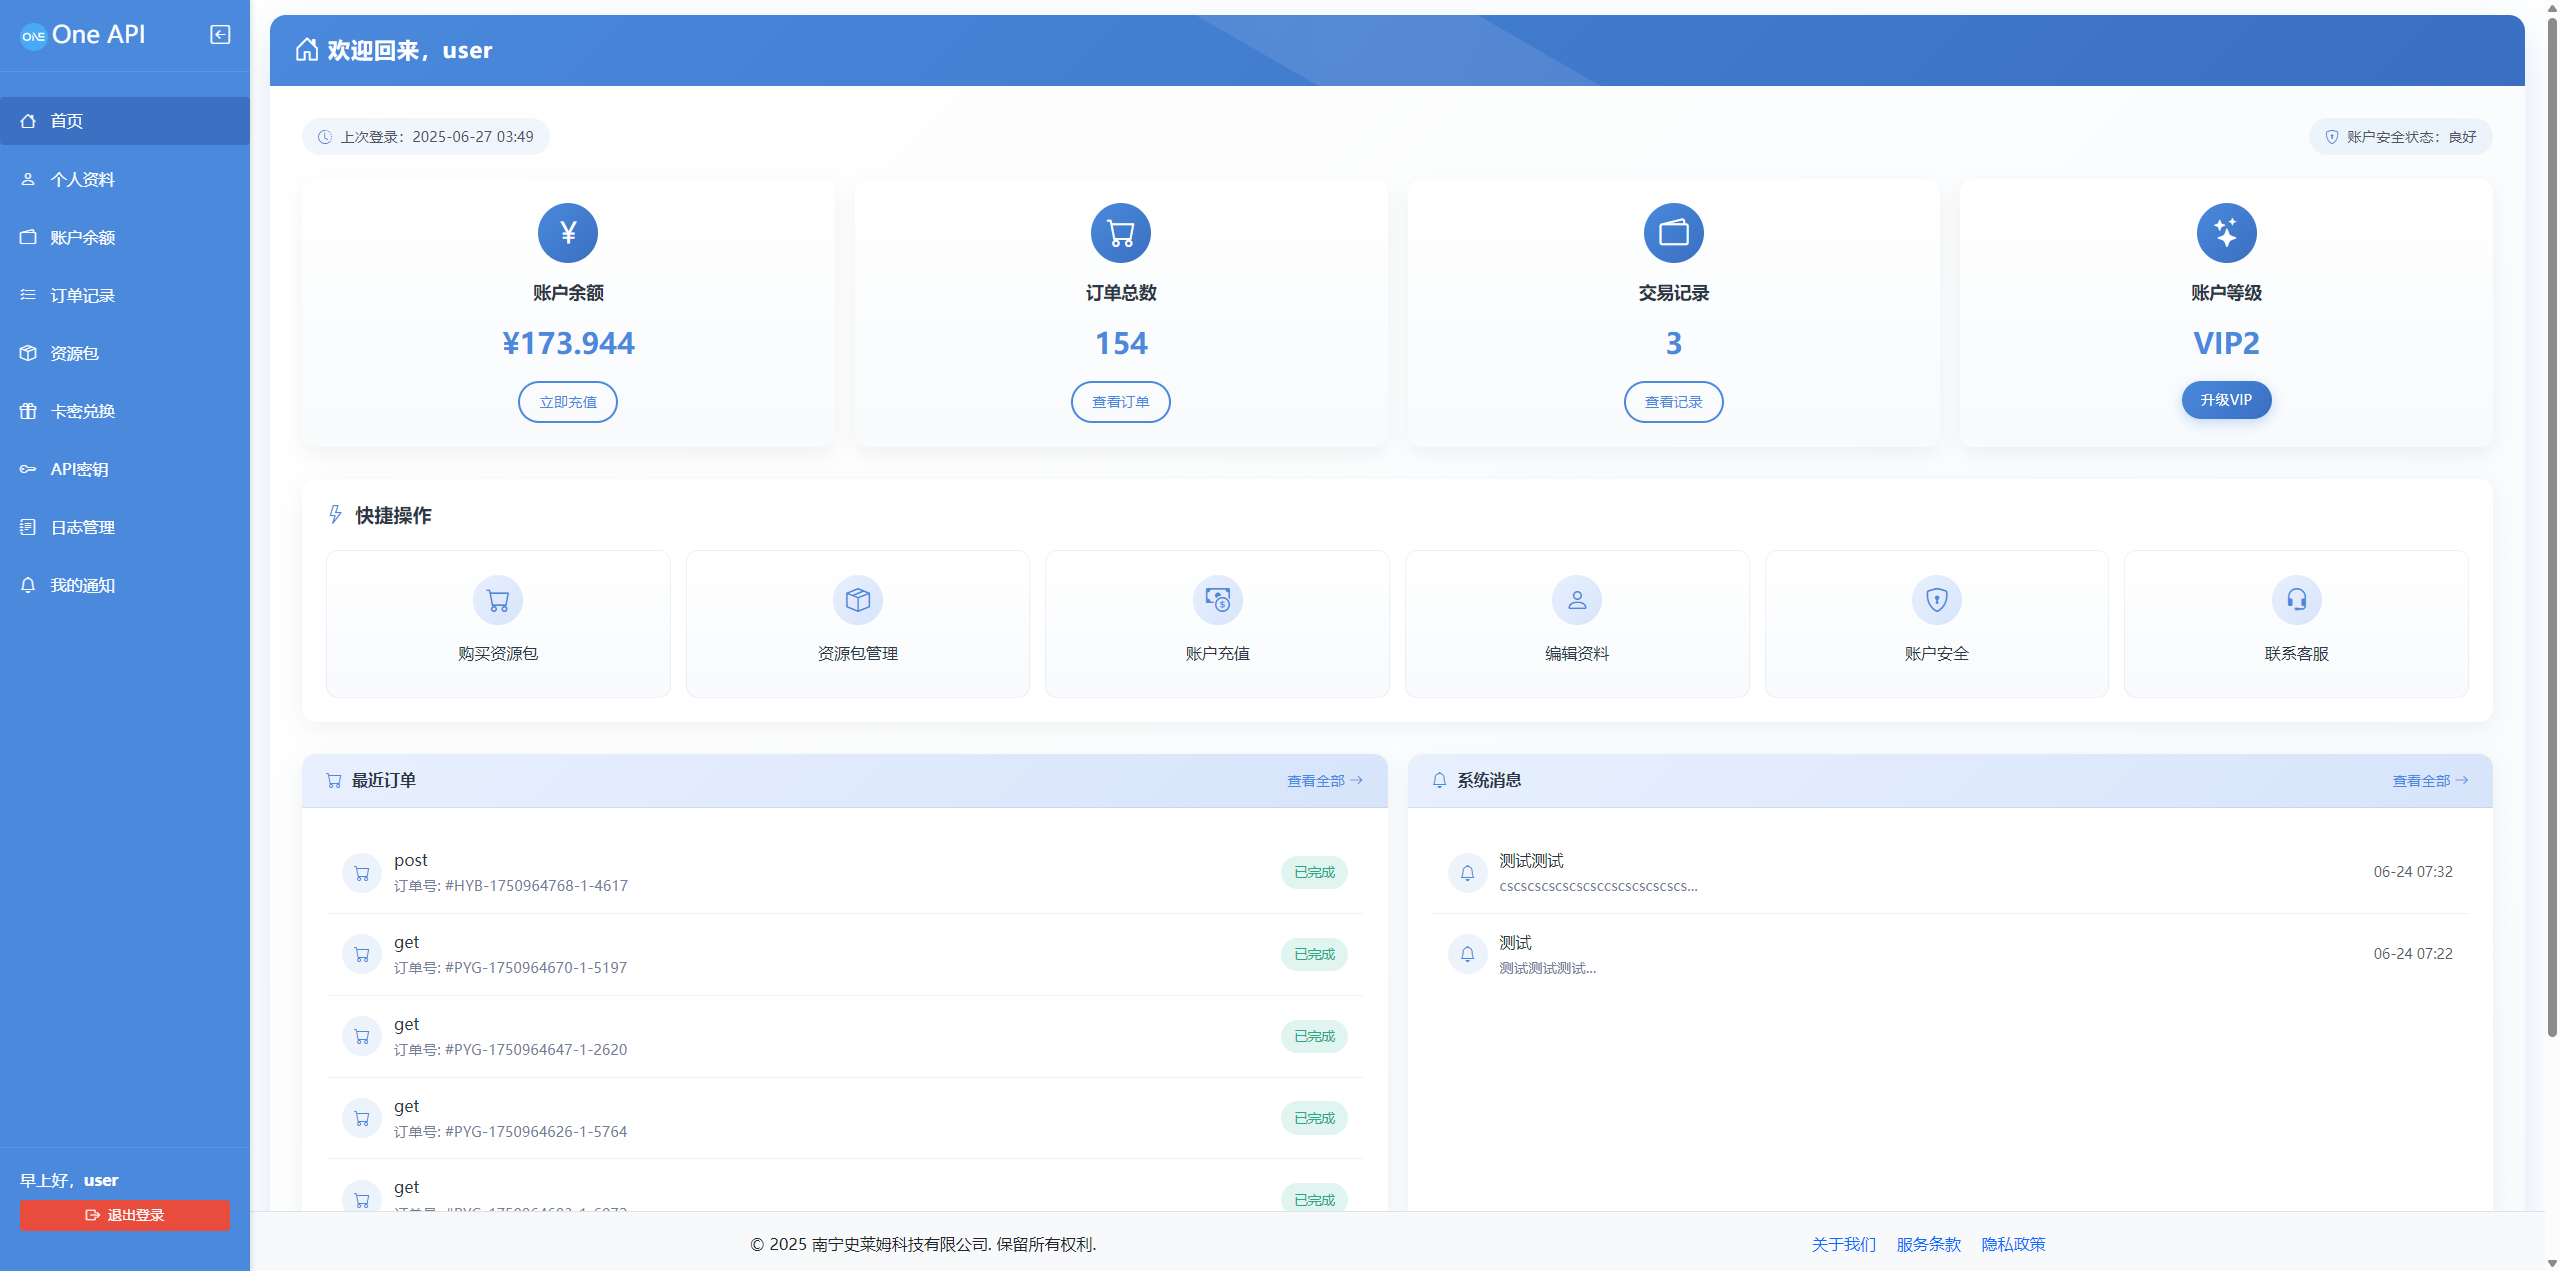 ONE One API
首页
个人资料
账户余额
订单记录
资源包
卡密兑换
API密钥
日志管理
我的通知
早上好，user
退出登录
欢迎回来，user
上次登录：2025-06-27 03:49
账户安全状态：良好
¥
账户余额
¥173.944
立即充值
订单总数
154
查看订单
交易记录
3
查看记录
账户等级
VIP2
升级VIP
快捷操作
购买资源包
资源包管理
账户充值
编辑资料
账户安全
联系客服
最近订单
查看全部
post
订单号: #HYB-1750964768-1-4617
已完成
get
订单号: #PYG-1750964670-1-5197
已完成
get
订单号: #PYG-1750964647-1-2620
已完成
get
订单号: #PYG-1750964626-1-5764
已完成
get
已完成
系统消息
查看全部
测试测试
cscscscscscscsccscscscscscs...
06-24 07:32
测试
测试测试测试...
06-24 07:22
© 2025 南宁史莱姆科技有限公司. 保留所有权利.
关于我们 服务条款 隐私政策